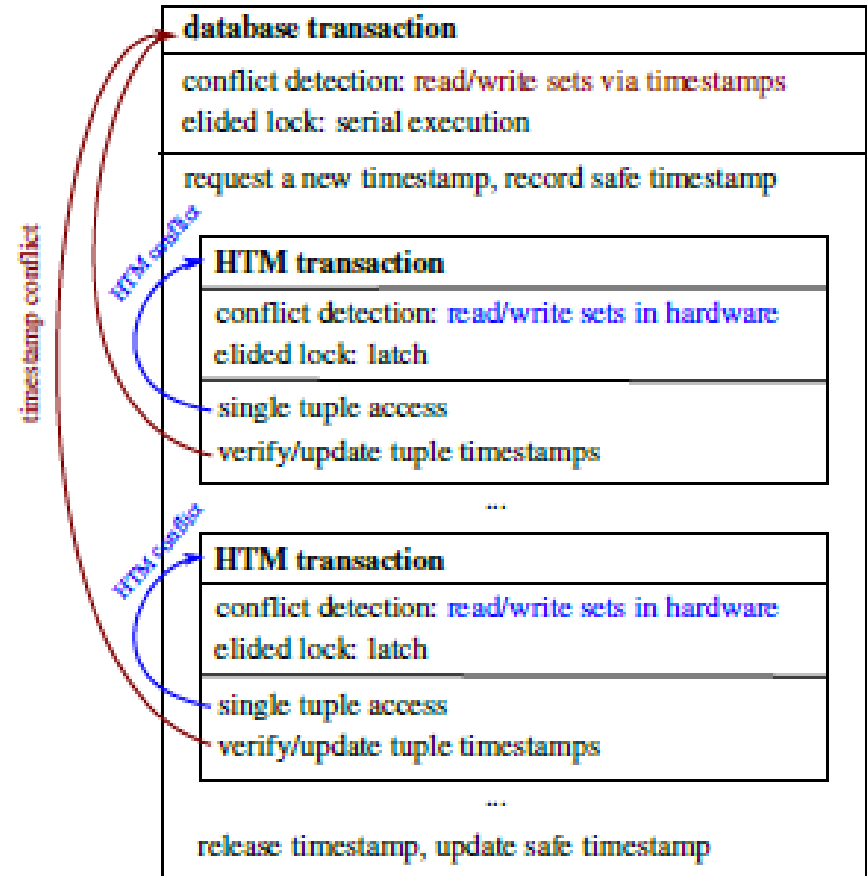 database transaction
conflict detection: read/write sets via timestamps
elided lock: serial execution
request a new timestamp, record safe timestamp
timestamp conflict
HTM conflict
HTM transaction
conflict detection: read/write sets in hardware
elided lock: latch
single tuple access
verify/update tuple timestamps
...
HTM conflict
HTM transaction
conflict detection: read/write sets in hardware
elided lock: latch
single tuple access
verify/update tuple timestamps
...
release timestamp, update safe timestamp